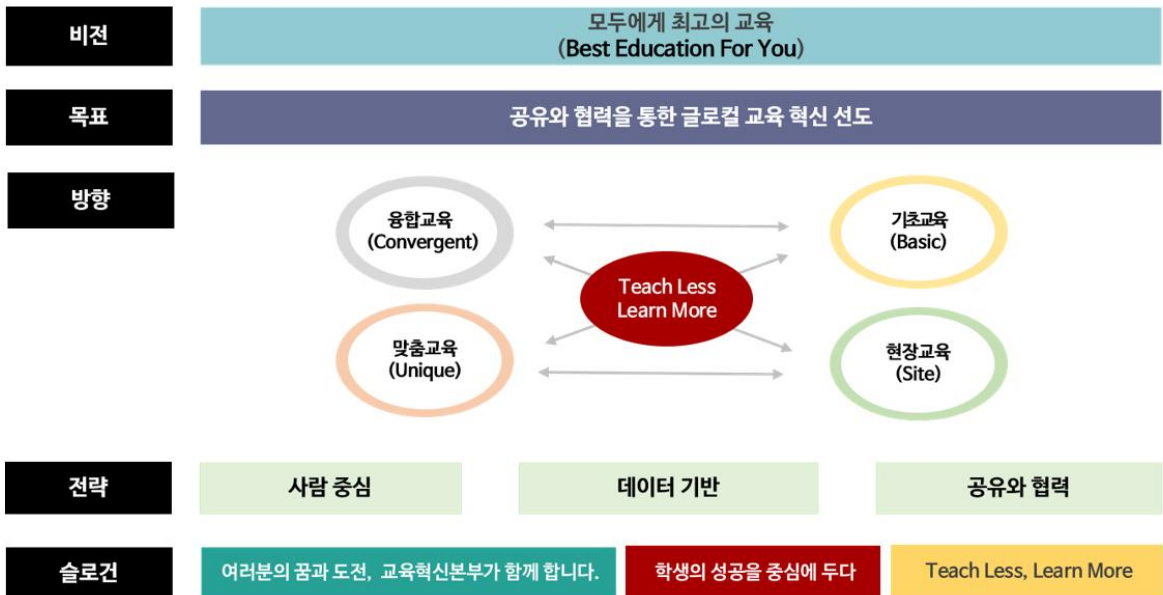 비전
모두에게 최고의 교육
(Best Education For You)
목표
공유와 협력을 통한 글로컬 교육 혁신 선도
방향
융합교육
(Convergent)
기초교육
(Basic)
Teach Less
Learn More
맞춤교육
(Unique)
현장교육
(Site)
전략
사람 중심
데이터 기반
공유와 협력
슬로건
여러분의 꿈과 도전, 교육혁신본부가 함께 합니다.
학생의 성공을 중심에 두다
Teach Less, Learn More